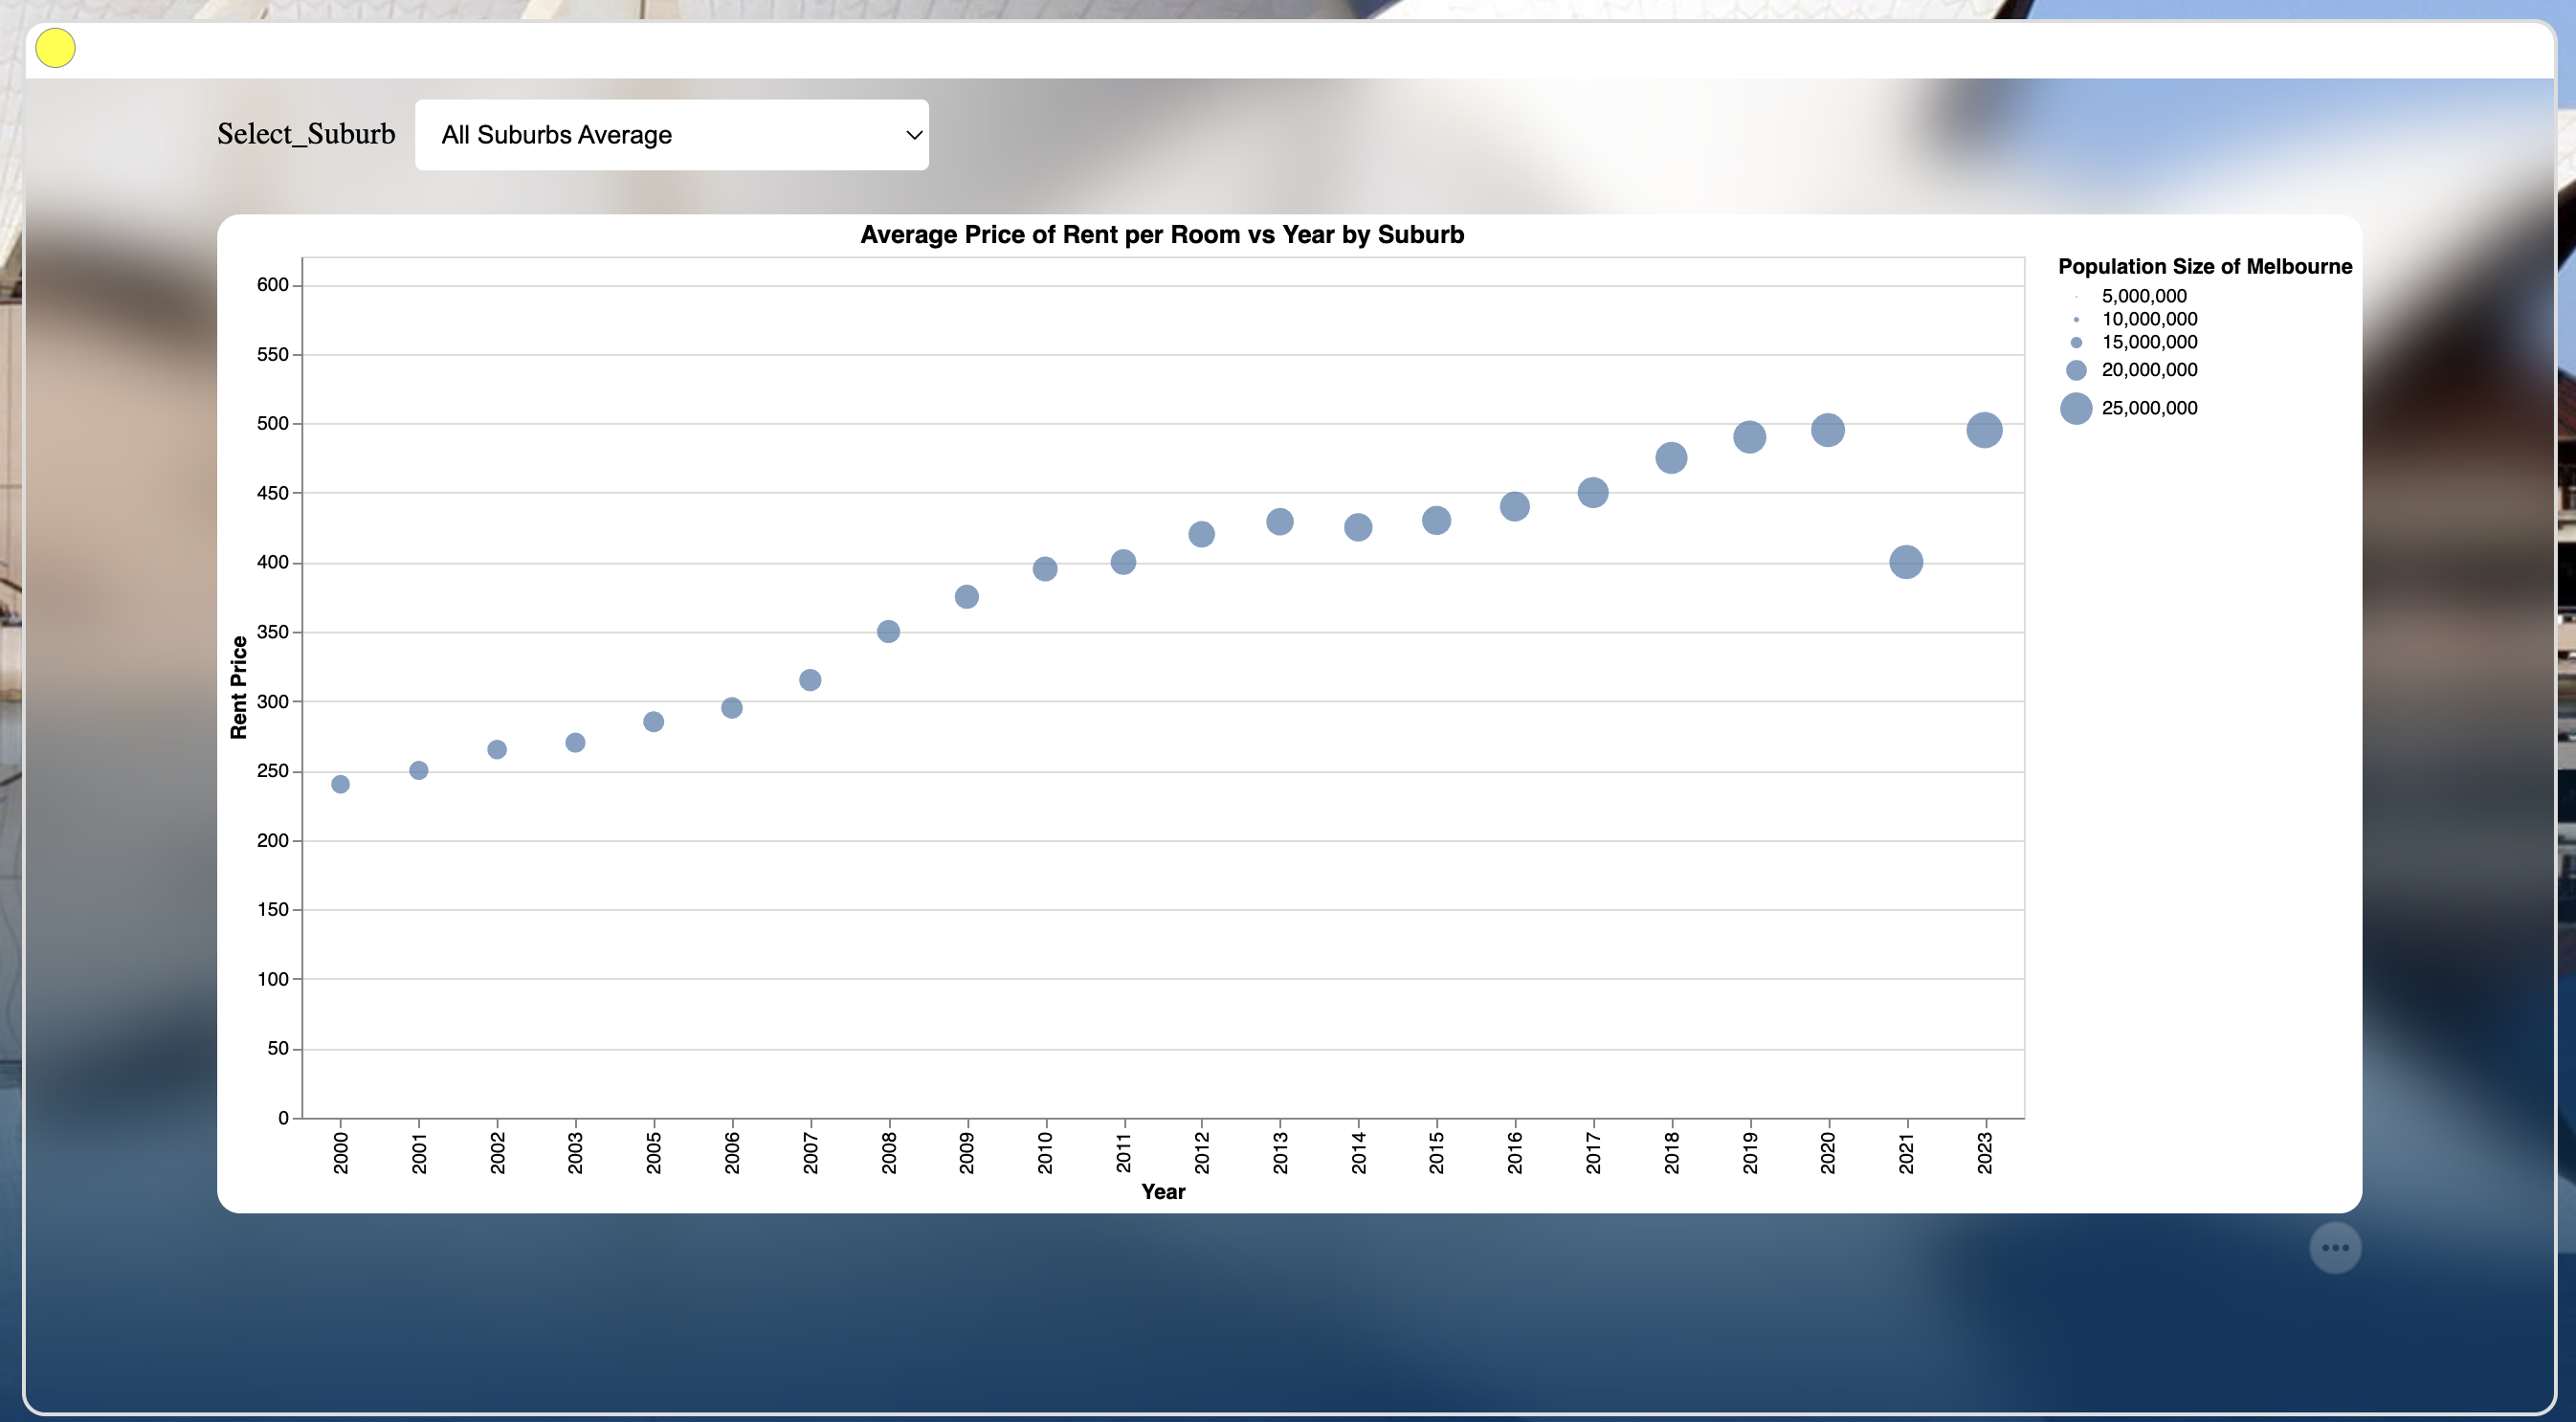 Select_Suburb
All Suburbs Average
Average Price of Rent per Room vs Year by Suburb
Population Size of Melbourne
5,000,000
10,000,000
15,000,000
20,000,000
25,000,000
Rent Price
600
550
500
450
400
350
300
250
200
150
100
50
0
2000 2001 2002 2003 2005 2006 2007 2008 2009 2010 2011 2012 2013 2014 2015 2016 2017 2018 2019 2020 2021 2023
Year